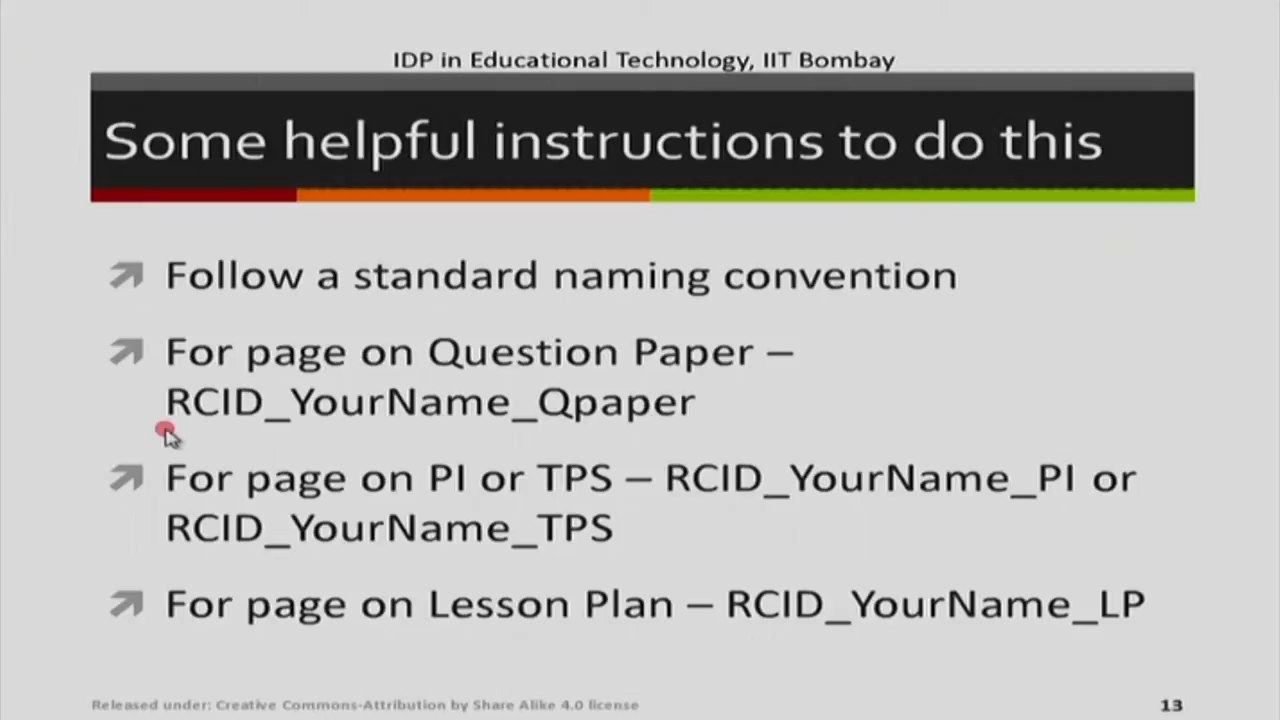 IDP in Educational Technology, IIT Bombay
Some helpful instructions to do this
Follow a standard naming convention
For page on Question Paper –
RCID_YourName_Qpaper
For page on PI or TPS – RCID_YourName_PI or
RCID_YourName_TPS
For page on Lesson Plan – RCID_YourName_LP
Released under: Creative Commons-Attribution by Share Alike 4.0 license
13